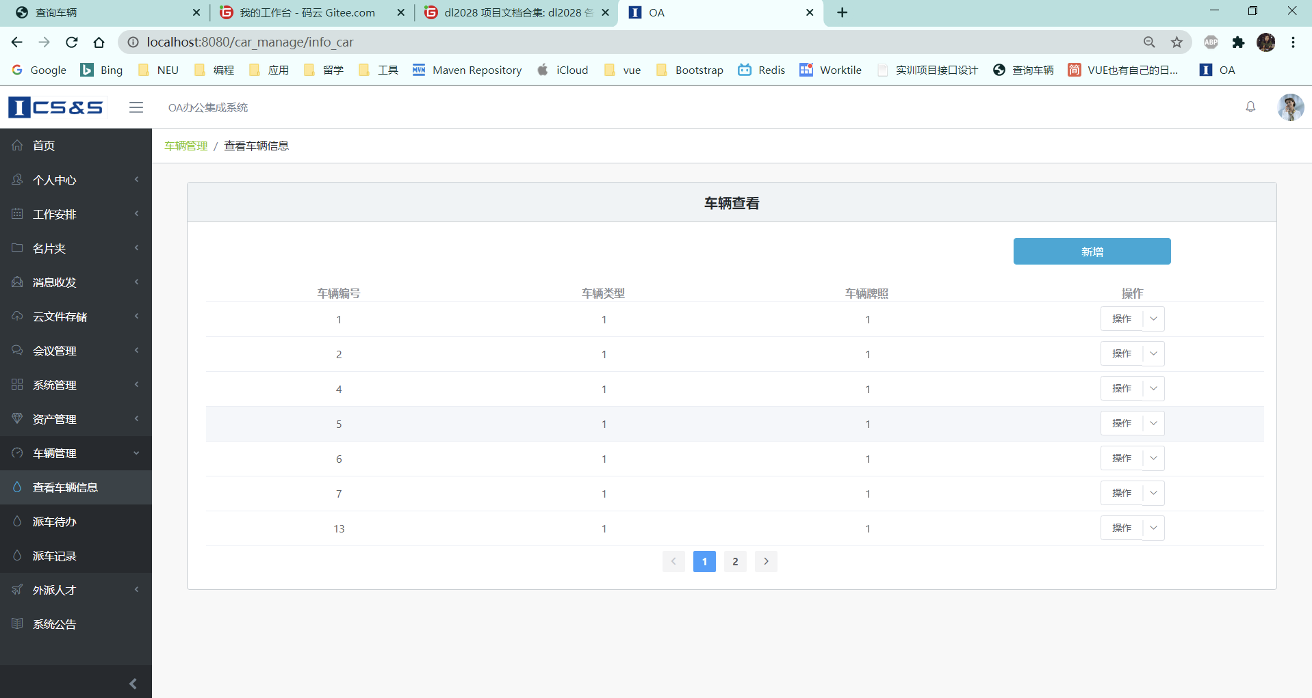 查询车辆
我的工作台 - 码云 Gitee.com
dl2028 项目文档合集: dl2028 各
OA
localhost:8080/car_manage/info_car
ABP
Google
Bing
NEU
编程
应用
留学
工具
MVN Maven Repository
iCloud
vue
Bootstrap
Redis
Worktile
实训项目接口设计
查询车辆
简 VUE也有自己的日...
OA
ICS&S
OA办公集成系统
首页
个人中心
工作安排
名片夹
消息收发
云文件存储
会议管理
系统管理
资产管理
车辆管理
查看车辆信息
派车待办
派车记录
外派人才
系统公告
车辆管理 / 查看车辆信息
车辆查看
新增
车辆编号 车辆类型 车辆牌照 操作
1 1 1 操作
2 1 1 操作
4 1 1 操作
5 1 1 操作
6 1 1 操作
7 1 1 操作
13 1 1 操作
1 2